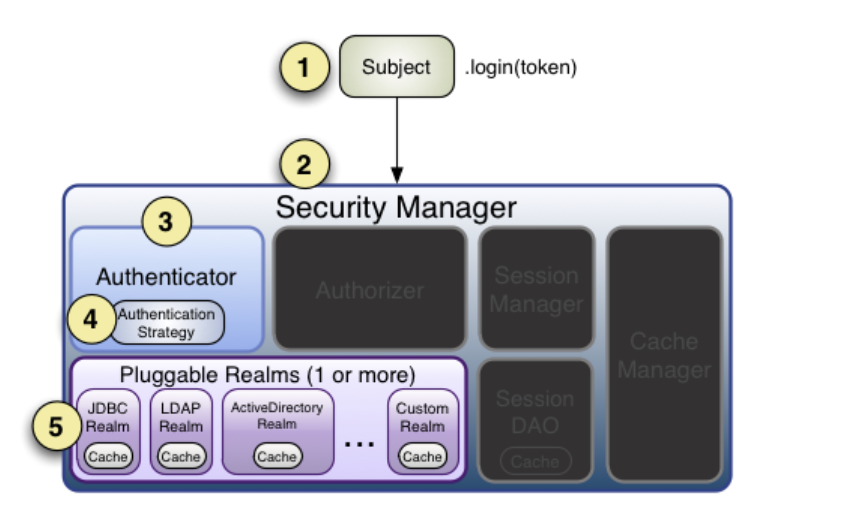 1
Subject
.login(token)
2
Security Manager
3
Authenticator
4
Authentication
Strategy
Authorizer
Session
Manager
Cache
Manager
Pluggable Realms (1 or more)
5
JDBC
Realm
Cache
LDAP
Realm
Cache
ActiveDirectory
Realm
Cache
...
Custom
Realm
Cache
Session
DAO
Cache